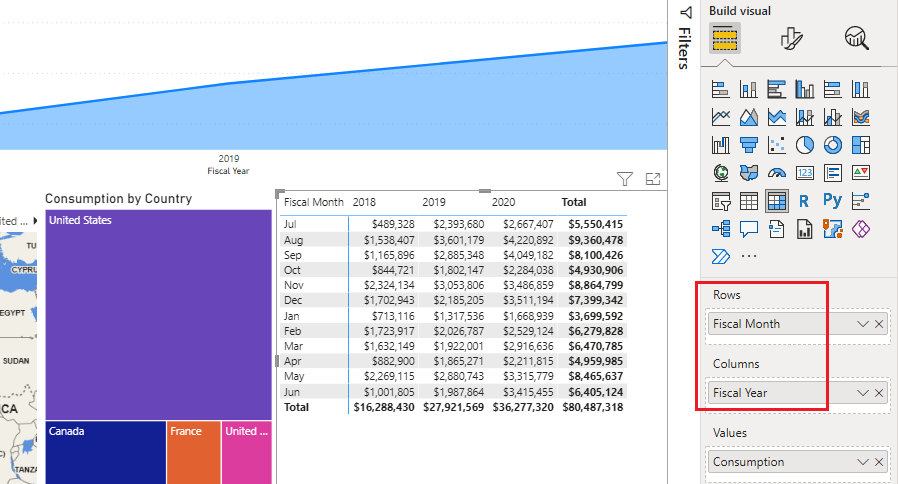 Build visual
Filters
2019
Fiscal Year
Consumption by Country
ited ...
United States
Canada
France
United ...
TU
CYPRU
EGYPT
SUDAN
CA
TANZA
Fiscal Month 2018 2019 2020 Total
Jul $489,328 $2,393,680 $2,667,407 $5,550,415
Aug $1,538,407 $3,601,179 $4,220,892 $9,360,478
Sep $1,165,896 $2,885,348 $4,049,182 $8,100,426
Oct $844,721 $1,802,147 $2,284,038 $4,930,906
Nov $2,324,134 $3,053,806 $3,486,859 $8,864,799
Dec $1,702,943 $2,185,205 $3,511,194 $7,399,342
Jan $713,116 $1,317,536 $1,668,939 $3,699,592
Feb $1,723,917 $2,026,787 $2,529,124 $6,279,828
Mar $1,632,149 $1,922,001 $2,916,636 $6,470,785
Apr $882,900 $1,865,271 $2,211,815 $4,959,985
May $2,269,115 $2,880,743 $3,315,779 $8,465,637
Jun $1,001,805 $1,987,864 $3,415,455 $6,405,124
Total $16,288,430 $27,921,569 $36,277,320 $80,487,318
123
R Py
...
Rows
Fiscal Month
Columns
Fiscal Year
Values
Consumption